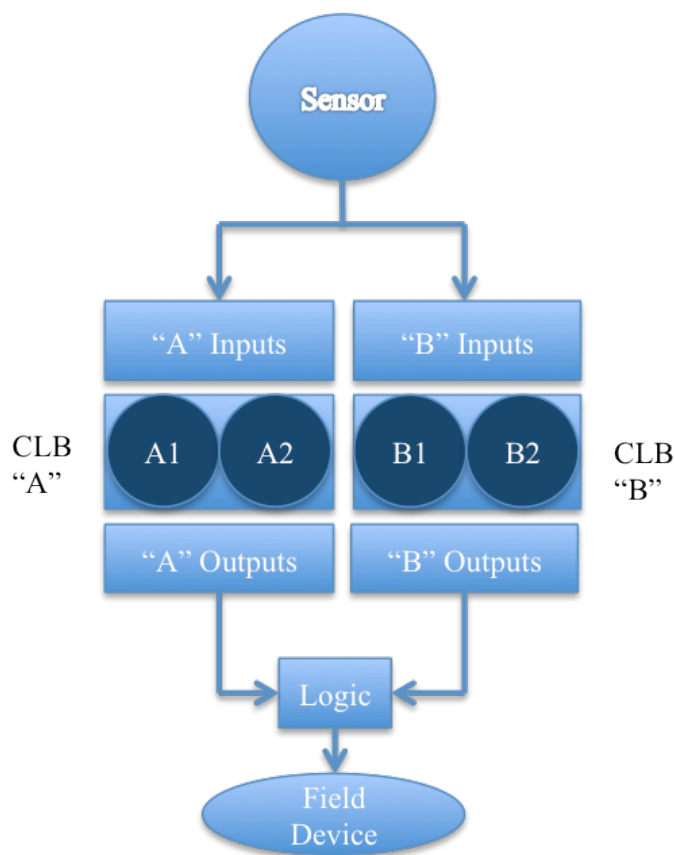 Sensor
“A” Inputs
“B” Inputs
CLB
“A”
A1
A2
B1
B2
CLB
“B”
“A” Outputs
“B” Outputs
Logic
Field
Device